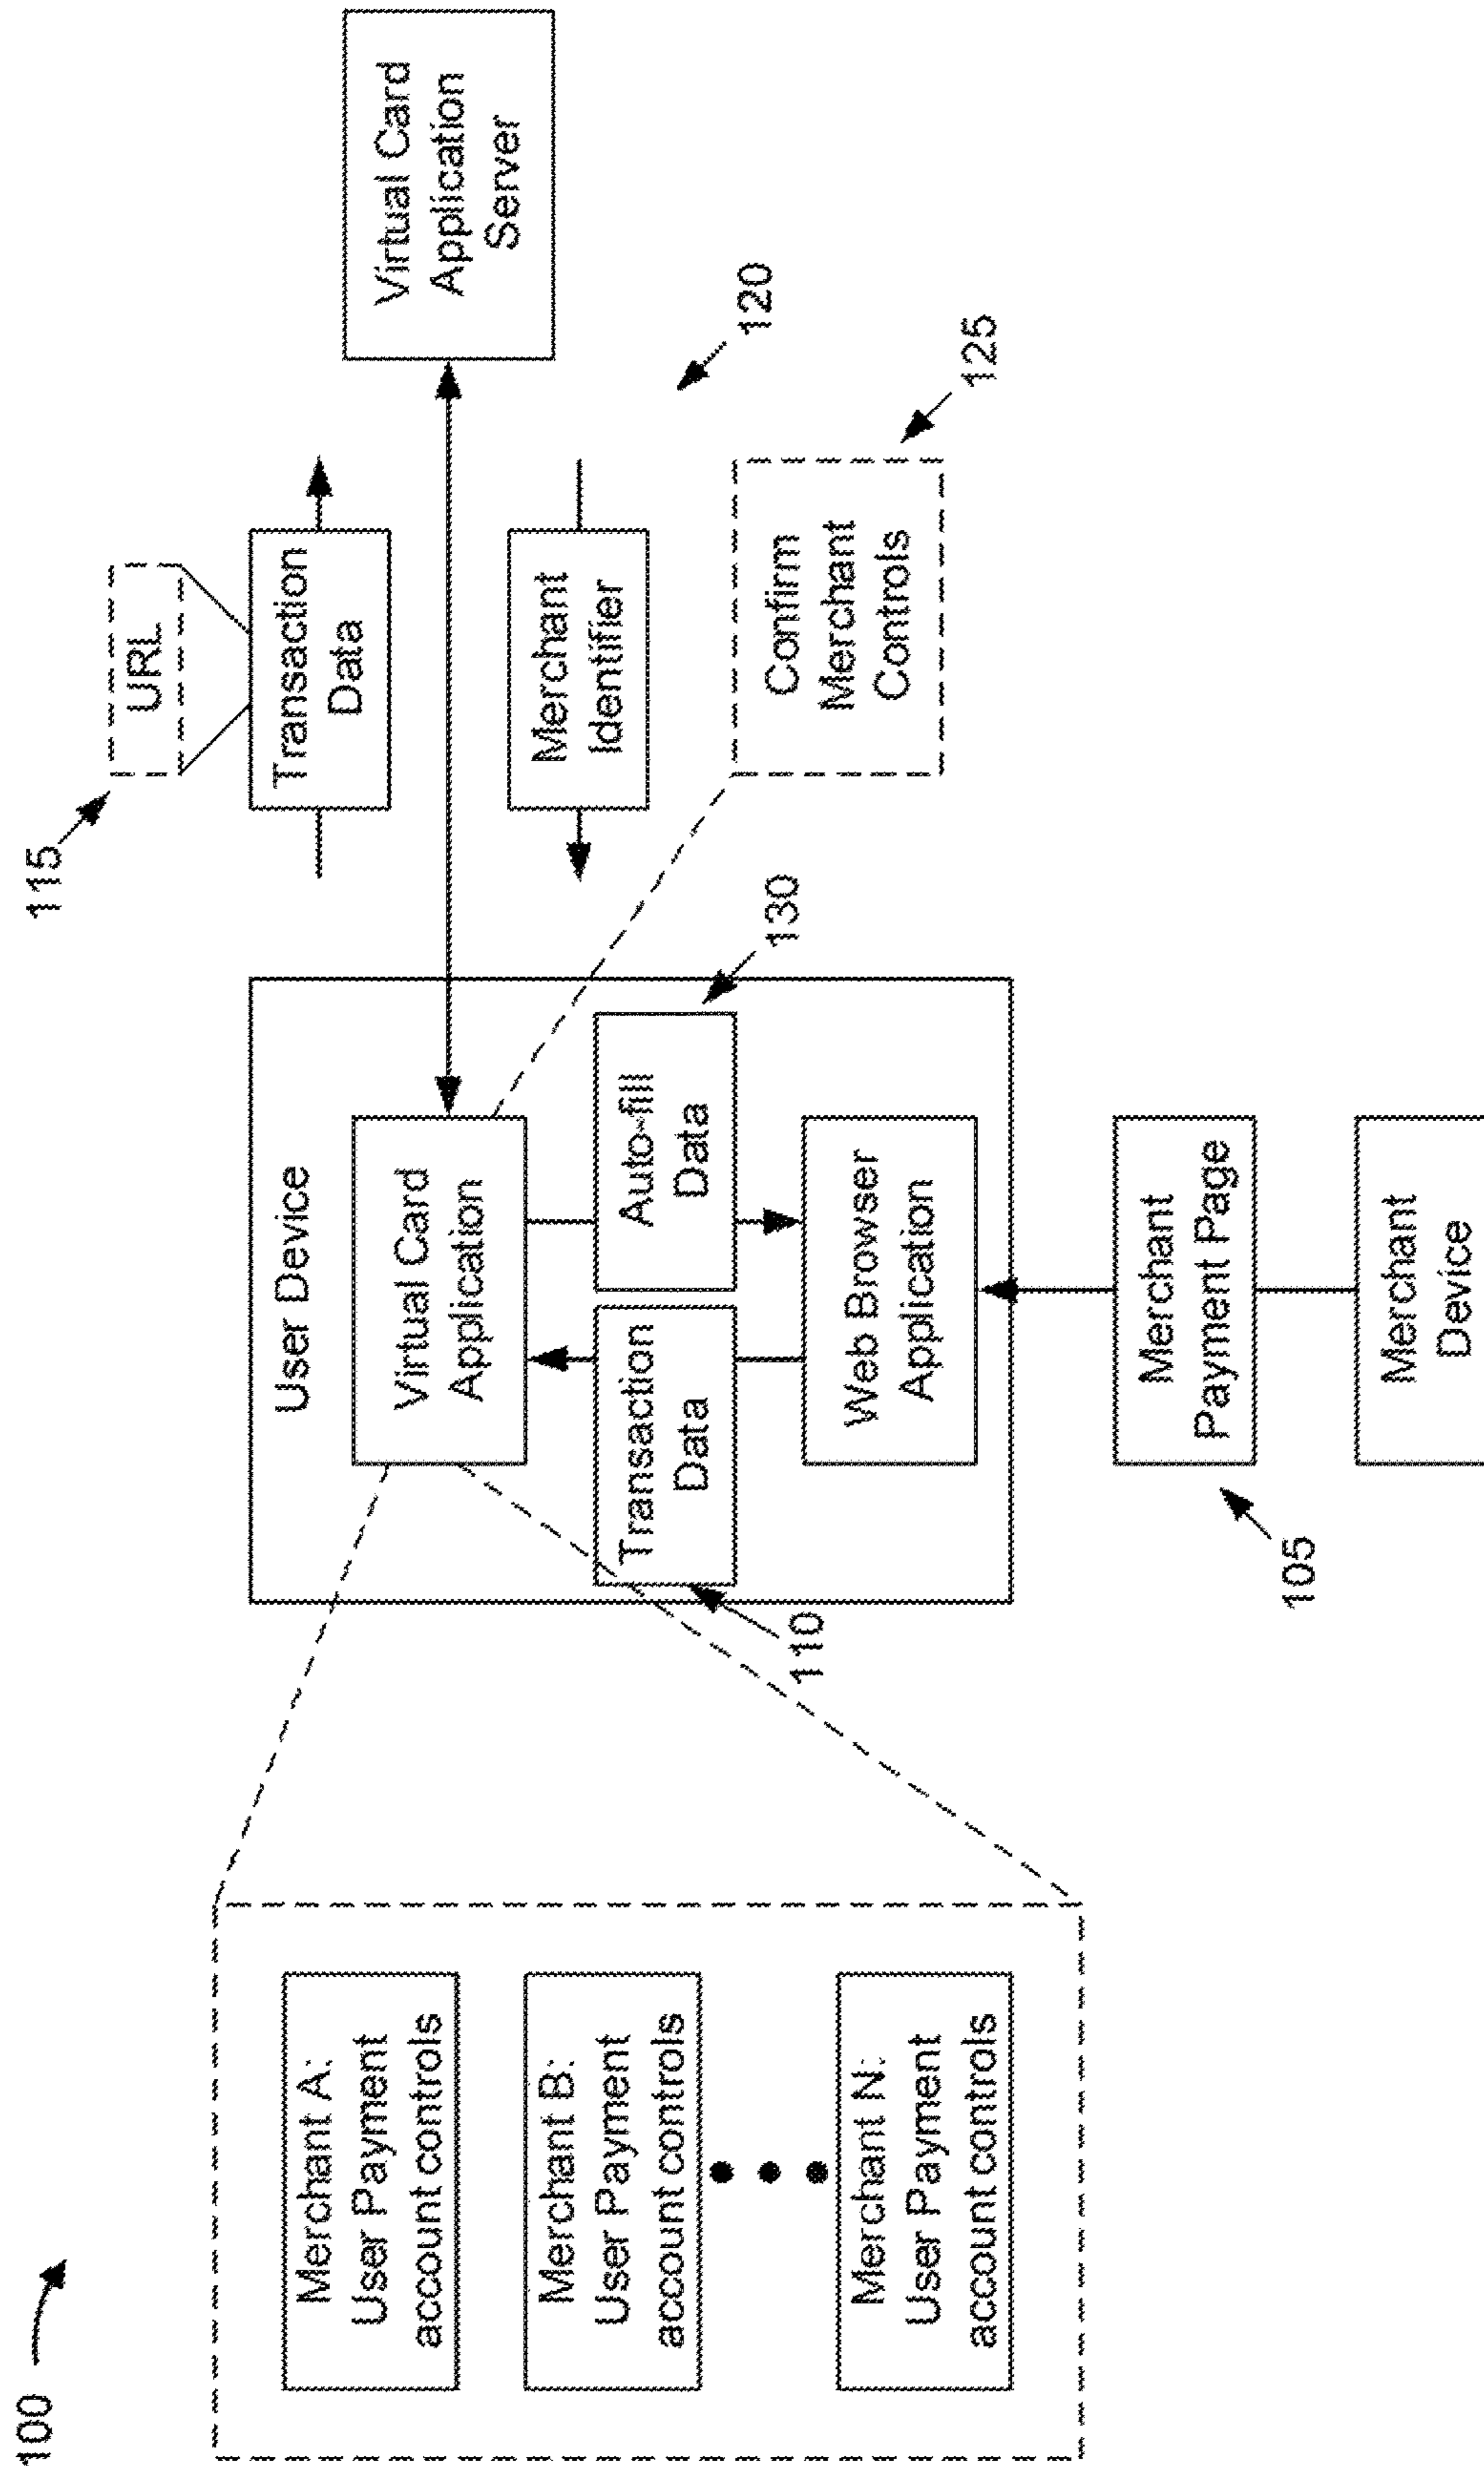 100
Merchant A:
User Payment
account controls
Merchant B:
User Payment
account controls
Merchant N:
User Payment
account controls
User Device
Virtual Card
Application
Transaction
Data
110
Auto-fill
Data
130
Web Browser
Application
Merchant
Payment Page
105
Merchant
Device
115
URL
Transaction
Data
Merchant
Identifier
120
Confirm
Merchant
Controls
125
Virtual Card
Application
Server